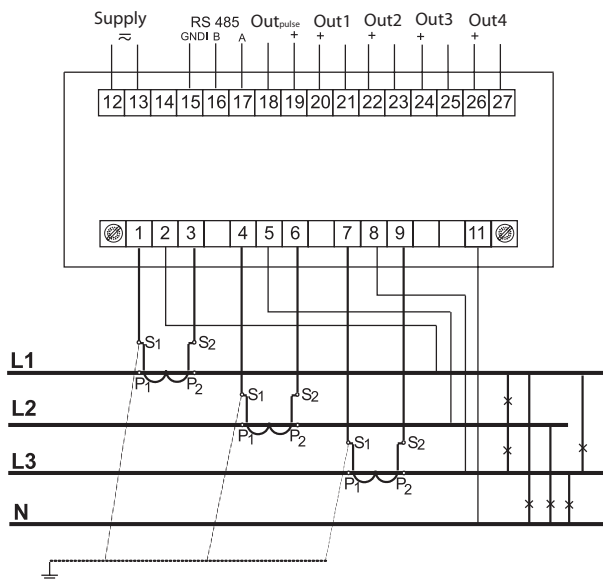 Supply RS 485 Outpulse Out1 Out2 Out3 Out4
≂ GNDI B A + + + + +
12 13 14 15 16 17 18 19 20 21 22 23 24 25 26 27
1 2 3 4 5 6 7 8 9 11
S1 S2
L1
P1 P2
S1 S2
L2
P1 P2
S1 S2
L3
P1 P2
N